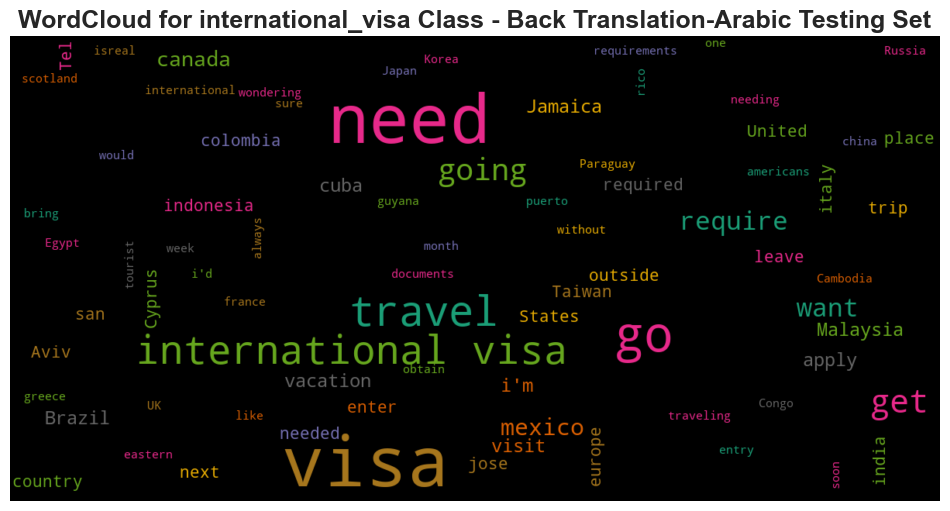 WordCloud for international_visa Class - Back Translation-Arabic Testing Set
Tel
isreal
canada
Korea
requirements
one
Russia
scotland
Japan
rico
international
wondering
sure
need
Jamaica
needing
colombia
United
china
place
would
going
Paraguay
americans
cuba
required
italy
indonesia
guyana
puerto
require
trip
bring
always
without
Egypt
tourist
week
month
leave
i'd
documents
outside
Cambodia
Cyprus
france
travel
Taiwan
want
san
States
go
Malaysia
Aviv
international visa
obtain
apply
vacation
i'm
get
greece
UK
enter
Congo
Brazil
like
mexico
traveling
needed
visit
europe
entry
india
eastern
visa
jose
soon
country
next